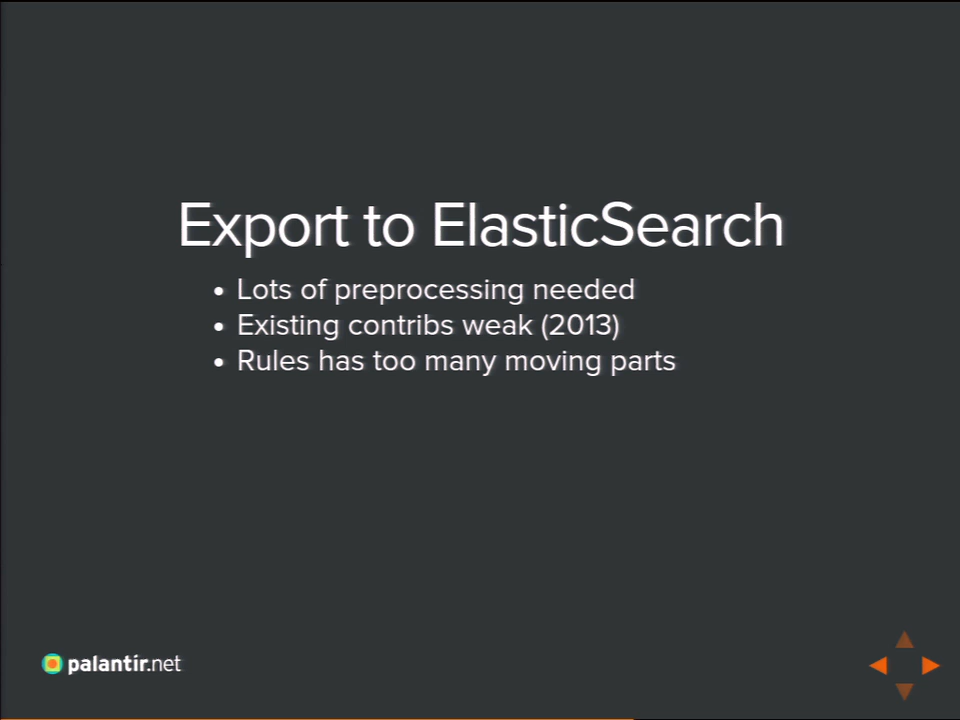 Export to ElasticSearch
Lots of preprocessing needed
Existing contribs weak (2013)
Rules has too many moving parts
palantir.net